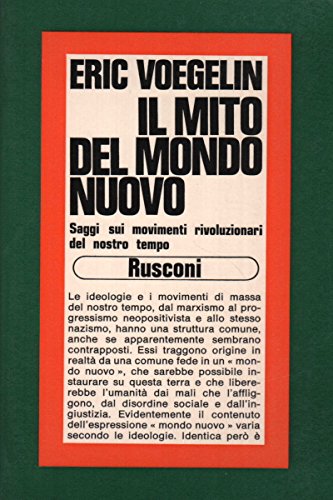 ERIC VOEGELIN
IL MITO
DEL MONDO
NUOVO
Saggi sui movimenti rivoluzionari
del nostro tempo
Rusconi
Le ideologie e i movimenti di massa
del nostro tempo, dal marxismo al pro-
gressismo neopositivista e allo stesso
nazismo, hanno una struttura comune,
anche se apparentemente sembrano
contrapposti. Essi traggono origine in
realtà da una comune fede in un « mon-
do nuovo », che sarebbe possibile in-
staurare su questa terra e che libere-
rebbe l'umanità dai mali che l'afflig-
gono, dal disordine sociale e dall'in-
giustizia. Evidentemente il contenuto
dell'espressione « mondo nuovo » varia
secondo le ideologie. Identica però è